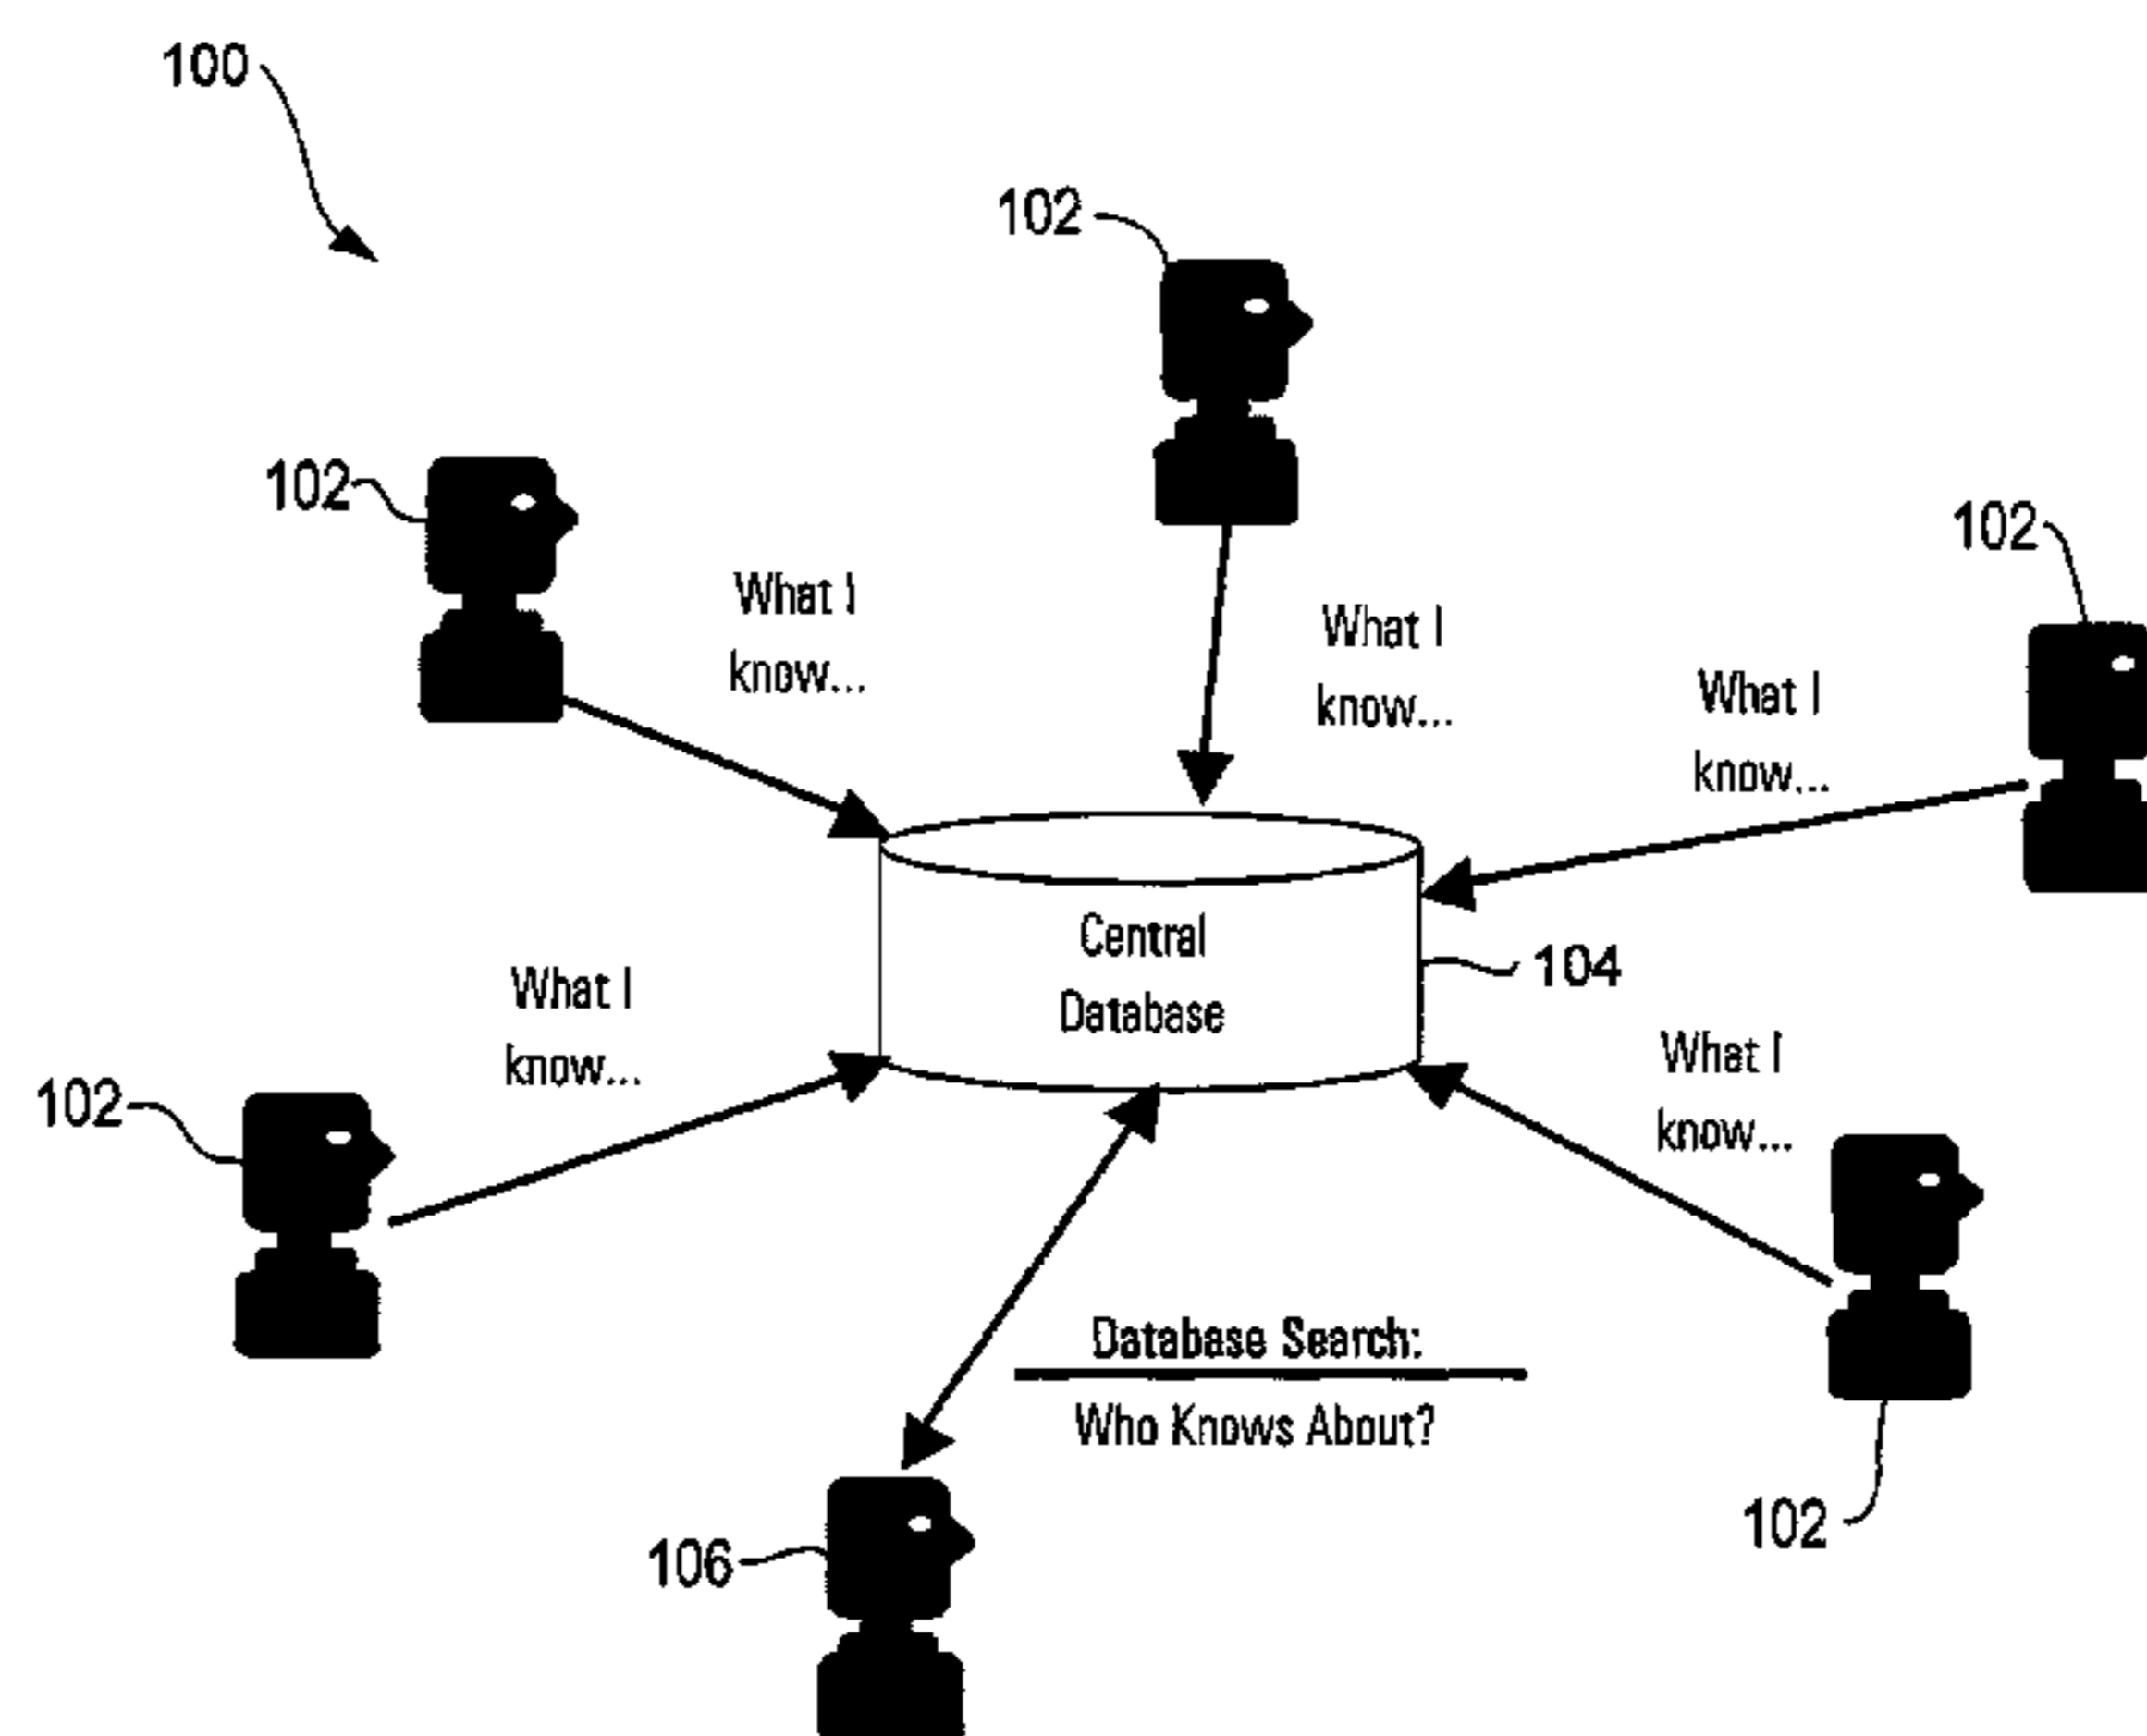 100
102
102
What I
know...
What I
know...
102
What I
know...
Central
Database
104
What I
know...
102
What I
know...
Database Search:
Who Knows About?
106
102